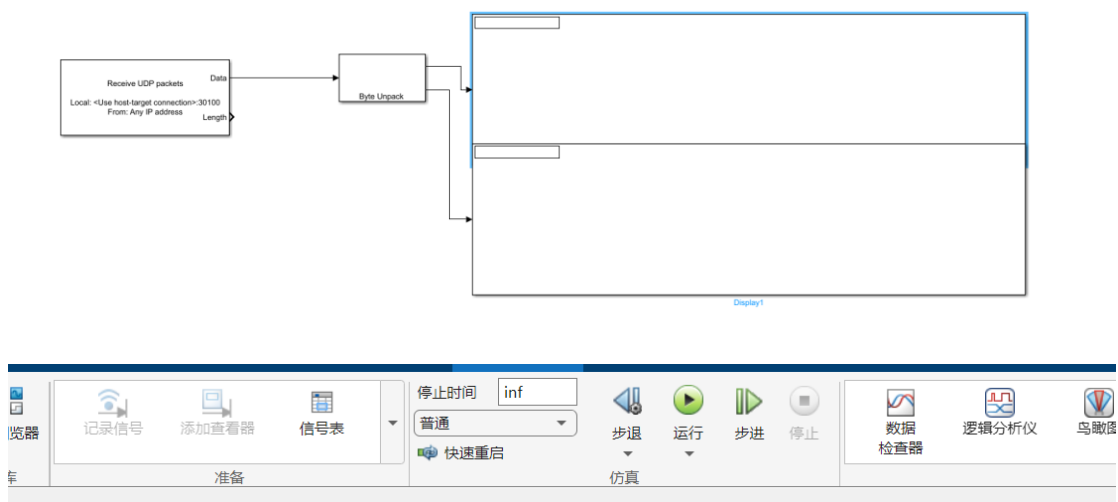 Receive UDP packets
Data
Local: <Use host-target connection>:30100
From: Any IP address
Length
Byte Unpack
Display1
停止时间 inf
普通
快速重启
览器
记录信号
添加查看器
信号表
步退
运行
步进
停止
数据
检查器
逻辑分析仪
鸟瞰图
库
准备
仿真